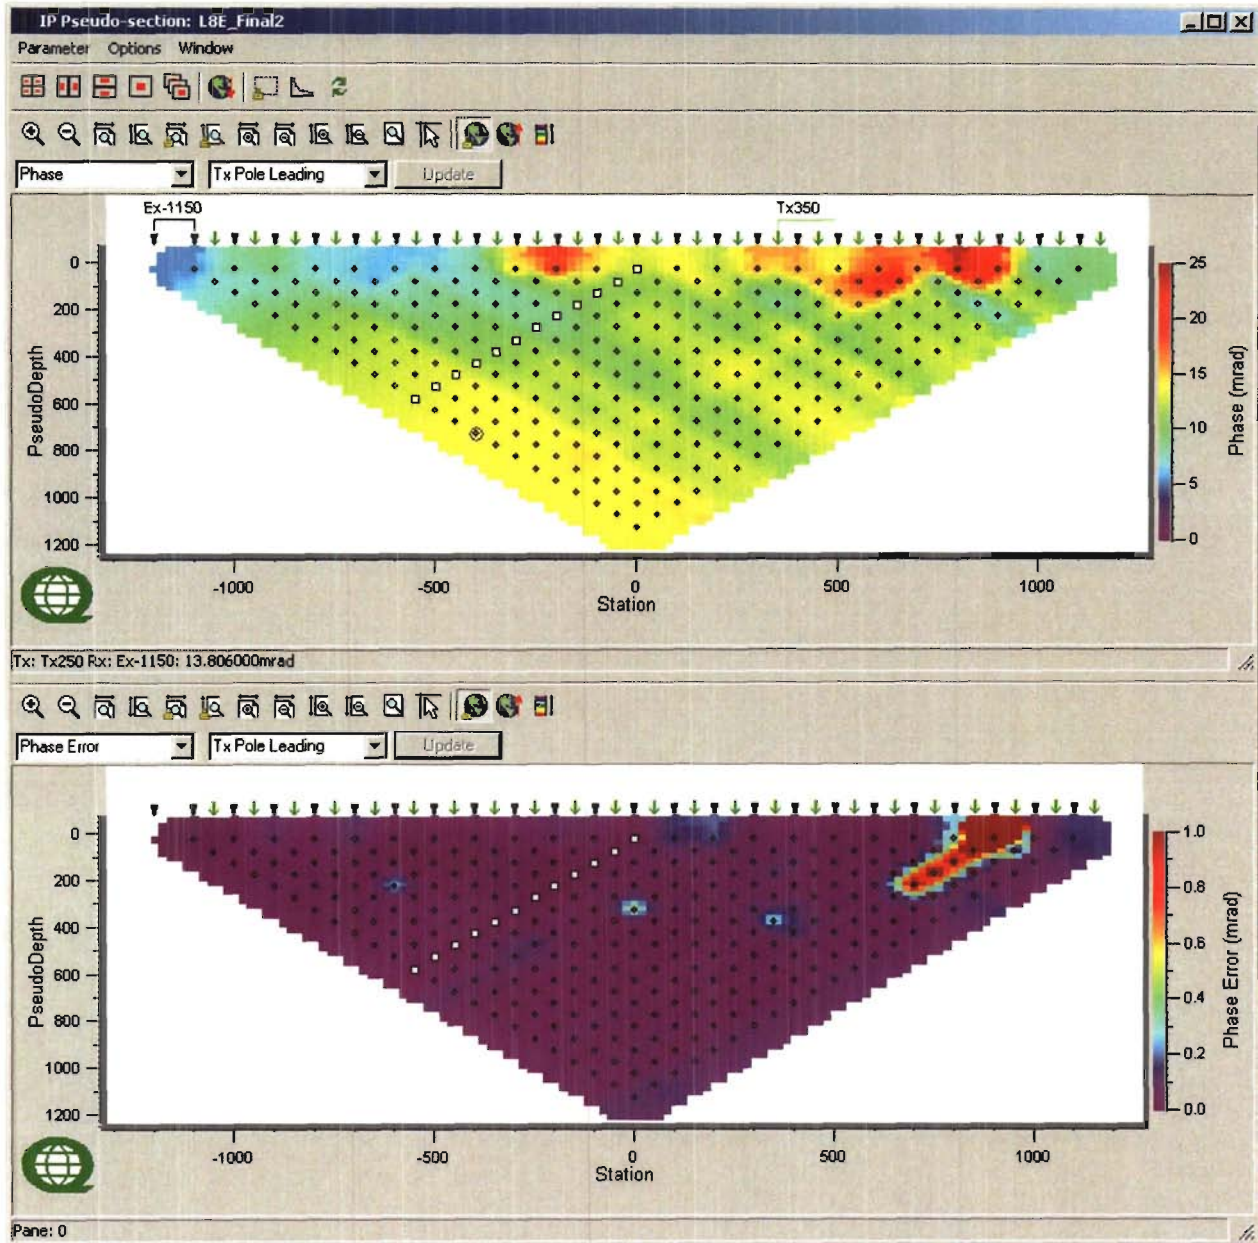 IP Pseudo-section: L8E_Final2
Parameter Options Window
Phase Tx Pole Leading Update
Ex-1150 Tx350
0
200
400
600
800
1000
1200
PseudoDepth
-1000 -500 0 500 1000
Station
25
20
15
10
5
0
Phase (mrad)
Tx: Tx250 Rx: Ex-1150: 13.806000mrad
Phase Error Tx Pole Leading Update
0
200
400
600
800
1000
1200
PseudoDepth
-1000 -500 0 500 1000
Station
1.0
0.8
0.6
0.4
0.2
0.0
Phase Error (mrad)
Pane: 0